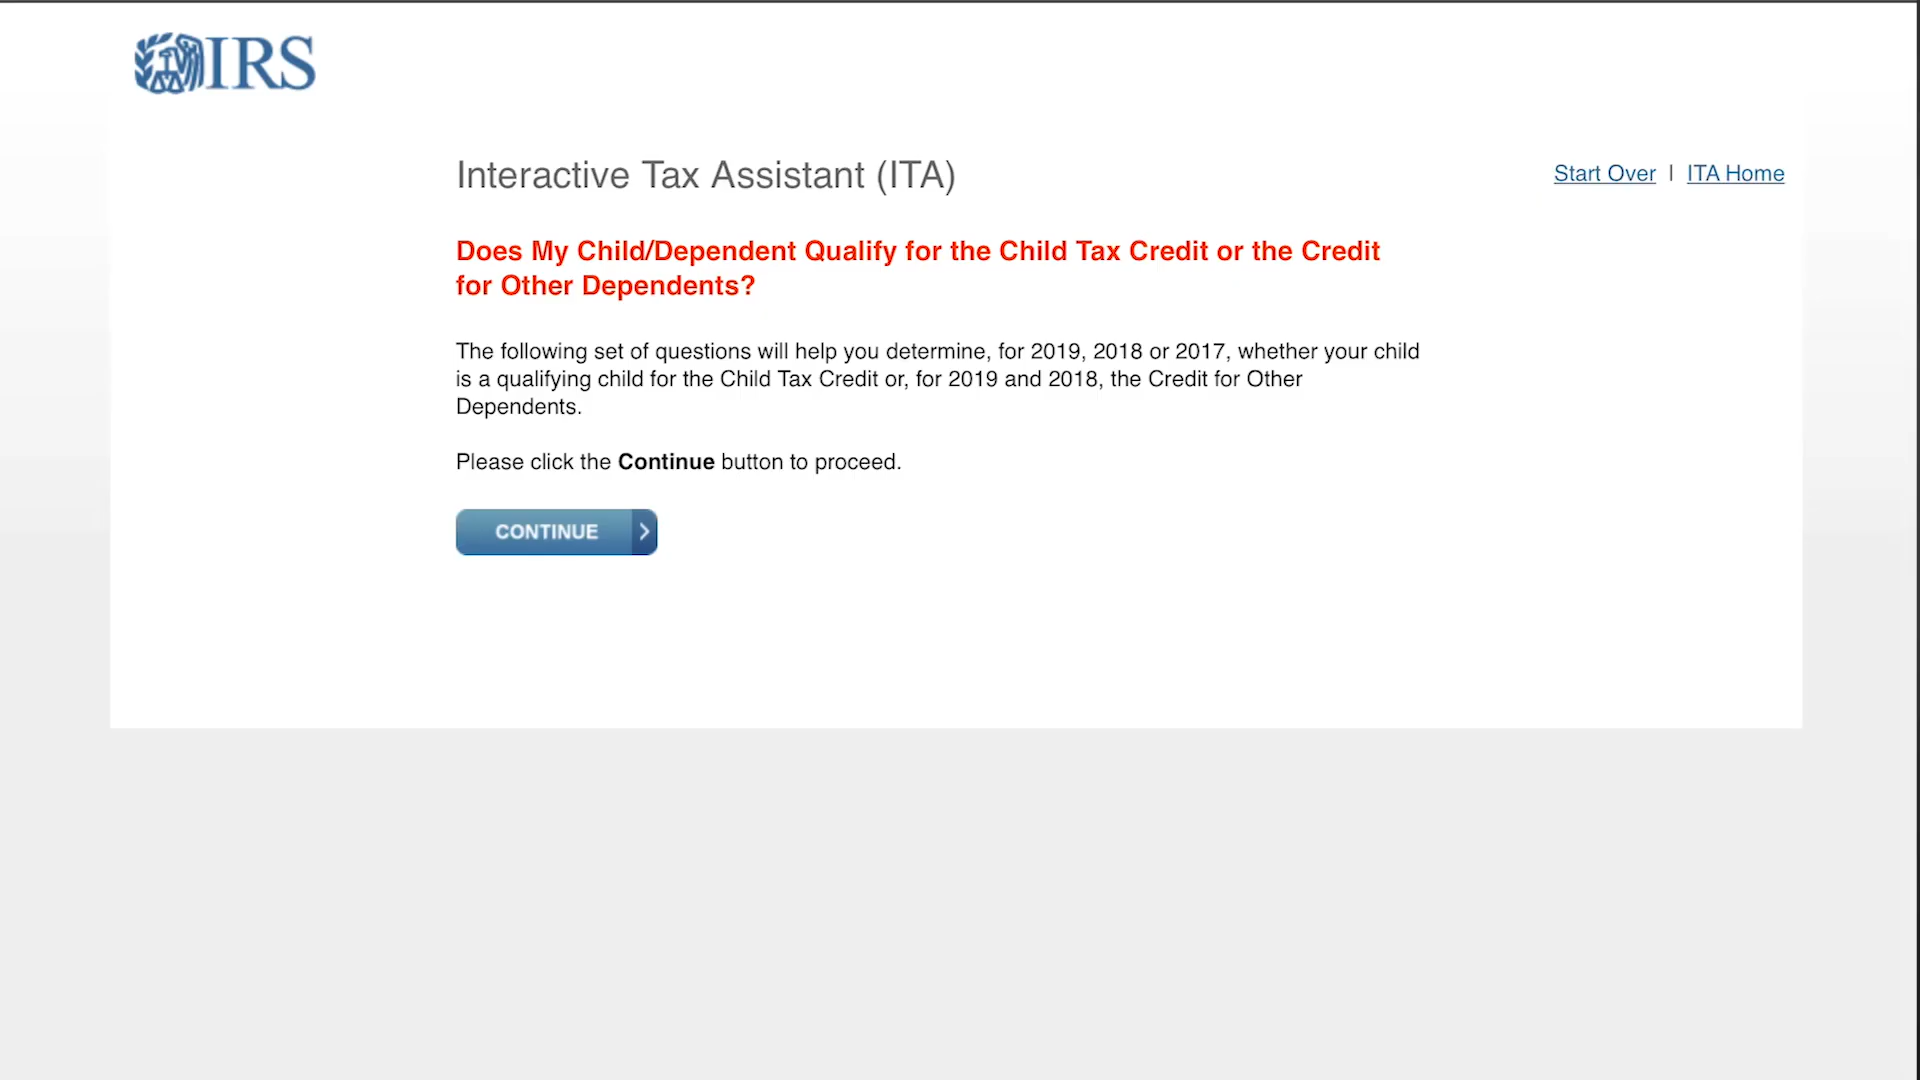 IRS
Interactive Tax Assistant (ITA)
Start Over | ITA Home
Does My Child/Dependent Qualify for the Child Tax Credit or the Credit
for Other Dependents?
The following set of questions will help you determine, for 2019, 2018 or 2017, whether your child
is a qualifying child for the Child Tax Credit or, for 2019 and 2018, the Credit for Other
Dependents.
Please click the Continue button to proceed.
CONTINUE